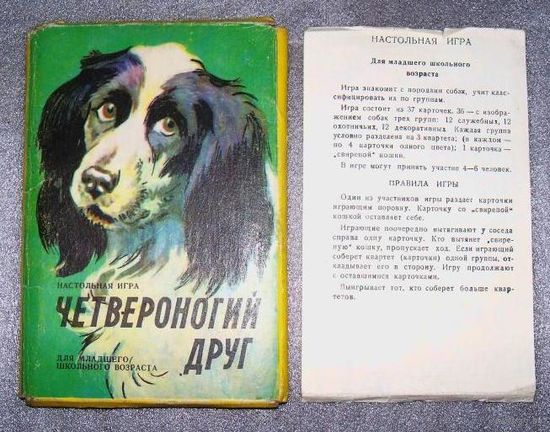 НАСТОЛЬНАЯ ИГРА
ЧЕТВЕРОНОГИЙ
ДРУГ
ДЛЯ МЛАДШЕГО/
ШКОЛЬНОГО ВОЗРАСТА
НАСТОЛЬНАЯ ИГРА
Для младшего школьного
возраста
Игра знакомит с породами собак, учит клас-
сифицировать их по группам.
Игра состоит из 37 карточек. 36 — с изобра-
жением собак трех групп: 12 служебных, 12
охотничьих, 12 декоративных. Каждая группа
условно разделена на 3 квартета; (в каждом —
по 4 карточки одного цвета); 1 карточка —
„свирепой" кошки.
В игре могут принять участие 4—6 человек.
ПРАВИЛА ИГРЫ
Один из участников игры раздает карточки
играющим поровну. Карточку со „свирепой"
кошкой оставляет себе.
Играющие поочередно вытягивают у соседа
справа одну карточку. Кто вытянет „свире-
ную" кошку, пропускает ход. Если играющий
соберет квартет (карточки) одной группы, от-
кладывает его в сторону. Игру продолжают
с оставшимися карточками.
Выигрывает тот, кто соберет больше квар-
тетов.